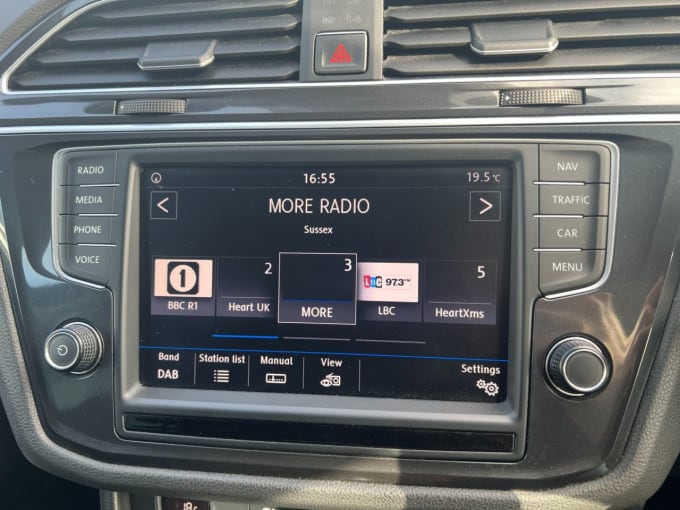 RADIO
MEDIA
PHONE
VOICE
16:55
19.5 °C
MORE RADIO
Sussex
1
BBC R1
2
Heart UK
3
MORE
LBC 97.3 FM
LBC
5
HeartXms
Band
DAB
Station list
Manual
View
Settings
NAV
TRAFFIC
CAR
MENU